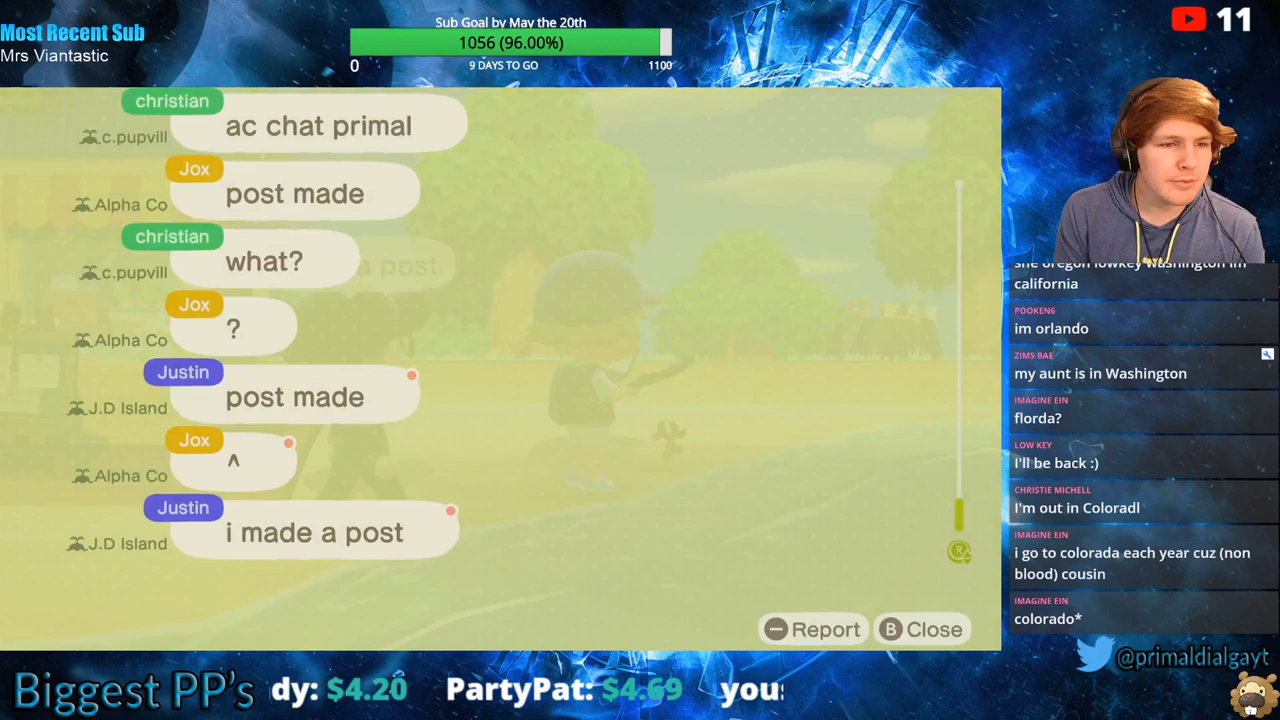 Most Recent Sub
Mrs Viantastic
Sub Goal by May the 20th
1056 (96.00%)
0
9 DAYS TO GO
1100
11
christian
c.pupvill
ac chat primal
Jox
Alpha Co
post made
christian
c.pupvill
what?
a post
Jox
Alpha Co
?
Justin
J.D Island
post made
Jox
Alpha Co
^
Justin
J.D Island
i made a post
R
Report
B Close
she oregon lowkey washington im
california
POOKEN6
im orlando
ZIMS BAE
my aunt is in Washington
IMAGINE EIN
florda?
LOW KEY
I'll be back :)
CHRISTIE MICHELL
I'm out in Coloradl
IMAGINE EIN
i go to colorada each year cuz (non
blood) cousin
IMAGINE EIN
colorado*
@primaldialgayt
Biggest PP's
dy: $4.20 PartyPat: $4.69 you